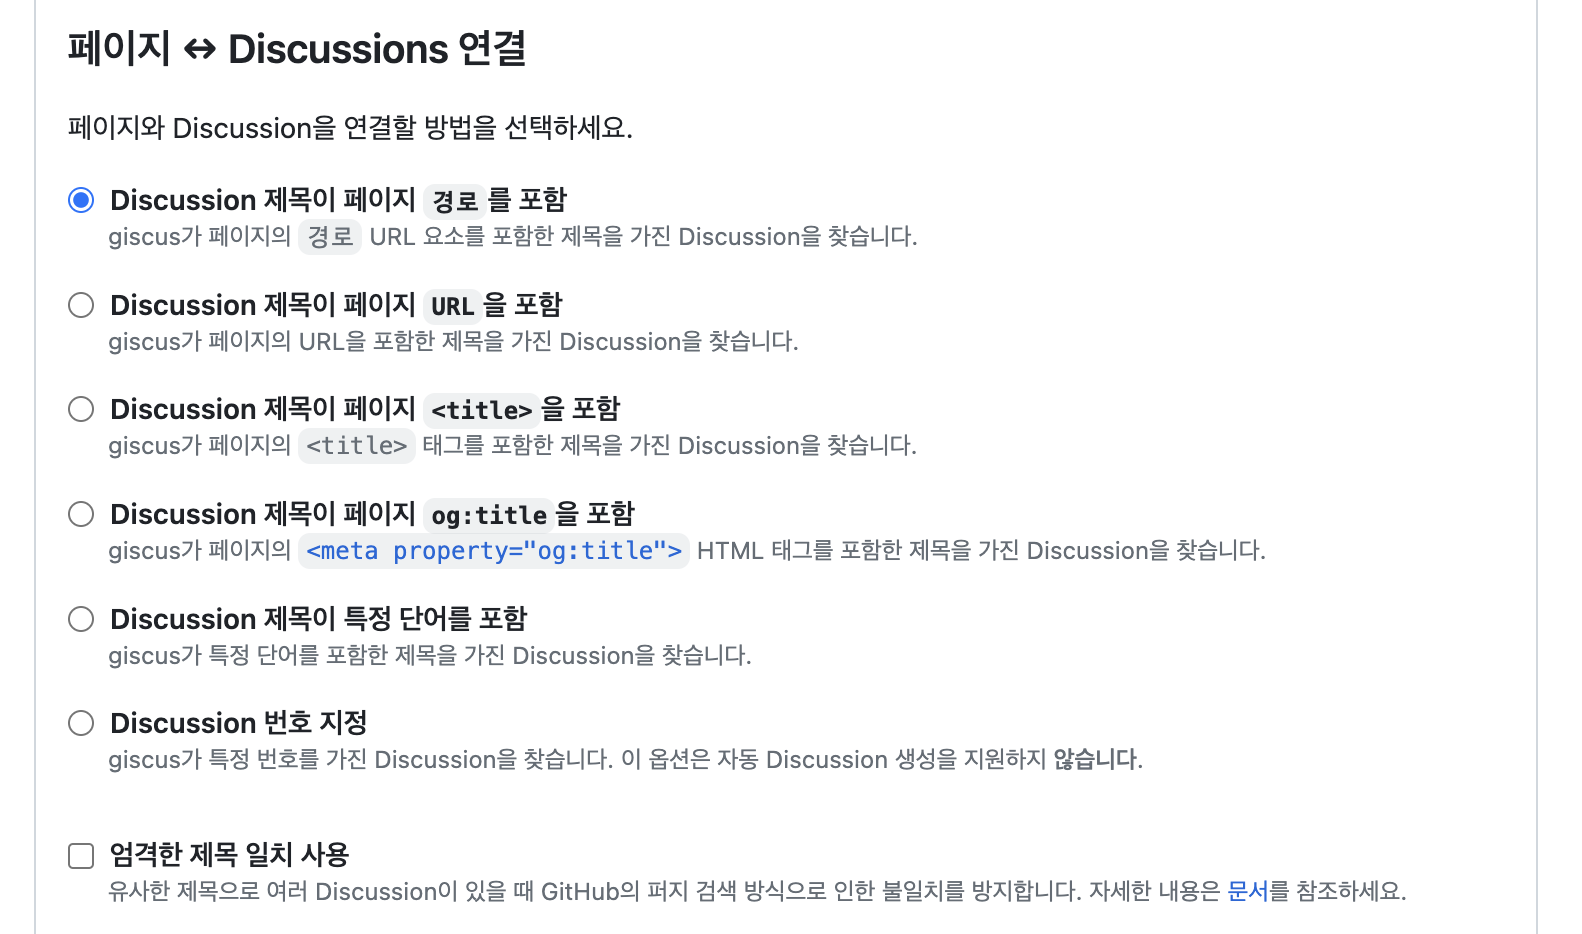 페이지 ↔ Discussions 연결
페이지와 Discussion을 연결할 방법을 선택하세요.
Discussion 제목이 페이지 경로를 포함
giscus가 페이지의 경로 URL 요소를 포함한 제목을 가진 Discussion을 찾습니다.
Discussion 제목이 페이지 URL을 포함
giscus가 페이지의 URL을 포함한 제목을 가진 Discussion을 찾습니다.
Discussion 제목이 페이지 <title>을 포함
giscus가 페이지의 <title> 태그를 포함한 제목을 가진 Discussion을 찾습니다.
Discussion 제목이 페이지 og:title을 포함
giscus가 페이지의 <meta property="og:title"> HTML 태그를 포함한 제목을 가진 Discussion을 찾습니다.
Discussion 제목이 특정 단어를 포함
giscus가 특정 단어를 포함한 제목을 가진 Discussion을 찾습니다.
Discussion 번호 지정
giscus가 특정 번호를 가진 Discussion을 찾습니다. 이 옵션은 자동 Discussion 생성을 지원하지 않습니다.
엄격한 제목 일치 사용
유사한 제목으로 여러 Discussion이 있을 때 GitHub의 퍼지 검색 방식으로 인한 불일치를 방지합니다. 자세한 내용은 문서를 참조하세요.